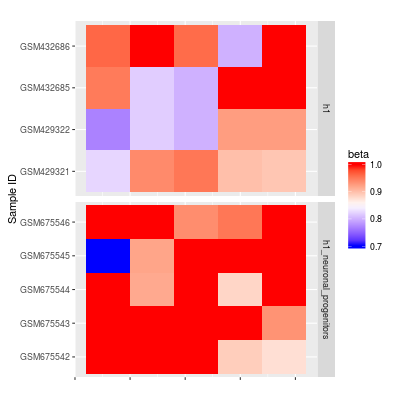 Sample ID
GSM432686
GSM432685
GSM429322
GSM429321
h1
GSM675546
GSM675545
GSM675544
GSM675543
GSM675542
h1_neuronal_progenitors
beta
1.0
0.9
0.8
0.7